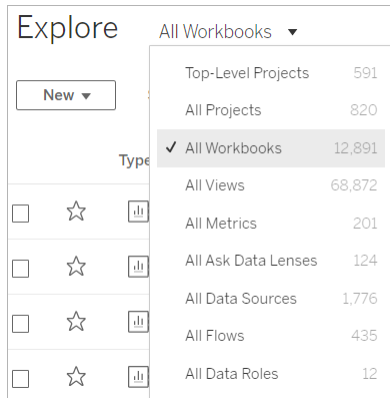 Explore All Workbooks
Top-Level Projects 591
New
All Projects 820
All Workbooks 12,891
Type
All Views 68,872
All Metrics 201
All Ask Data Lenses 124
All Data Sources 1,776
All Flows 435
All Data Roles 12